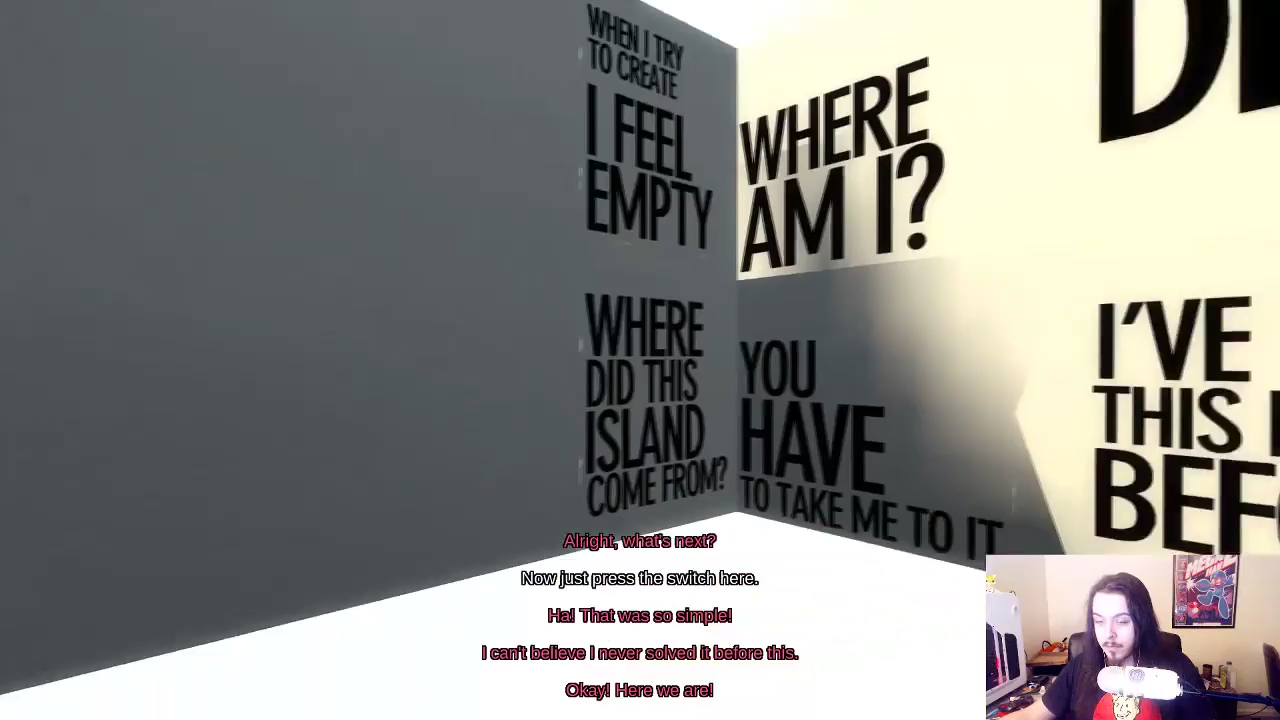 WHEN I TRY
TO CREATE
I FEEL
EMPTY
WHERE
AM I?
WHERE
DID THIS
ISLAND
COME FROM?
YOU
HAVE
TO TAKE ME TO IT
I'VE
THIS
Alright, what's next?
Now just press the switch here.
Ha! That was so simple!
I can't believe I never solved it before this.
Okay! Here we are!